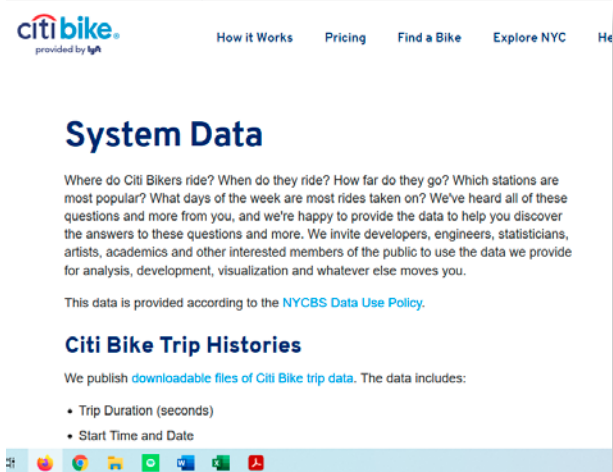 citi bike®
provided by lyft
How it Works Pricing Find a Bike Explore NYC He
System Data
Where do Citi Bikers ride? When do they ride? How far do they go? Which stations are
most popular? What days of the week are most rides taken on? We've heard all of these
questions and more from you, and we're happy to provide the data to help you discover
the answers to these questions and more. We invite developers, engineers, statisticians,
artists, academics and other interested members of the public to use the data we provide
for analysis, development, visualization and whatever else moves you.
This data is provided according to the NYCBS Data Use Policy.
Citi Bike Trip Histories
We publish downloadable files of Citi Bike trip data. The data includes:
• Trip Duration (seconds)
• Start Time and Date